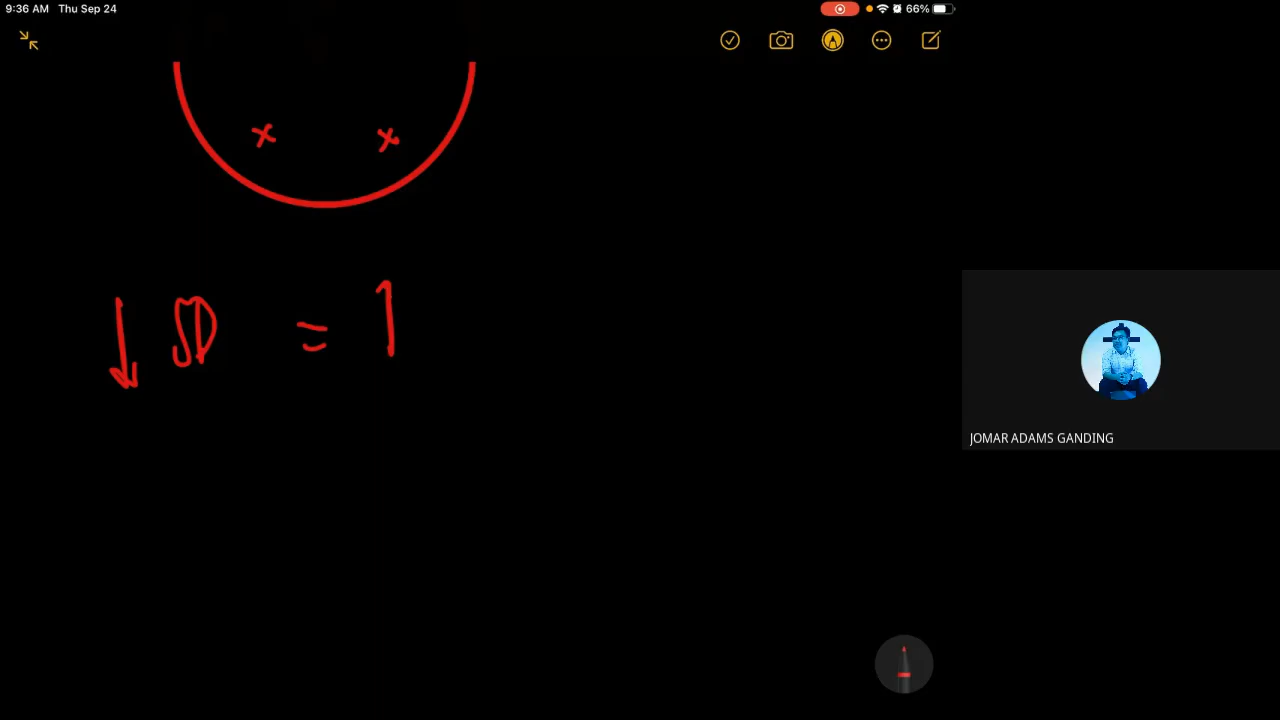 9:36 AM Thu Sep 24
66%
x x
↓ SD = 1
JOMAR ADAMS GANDING